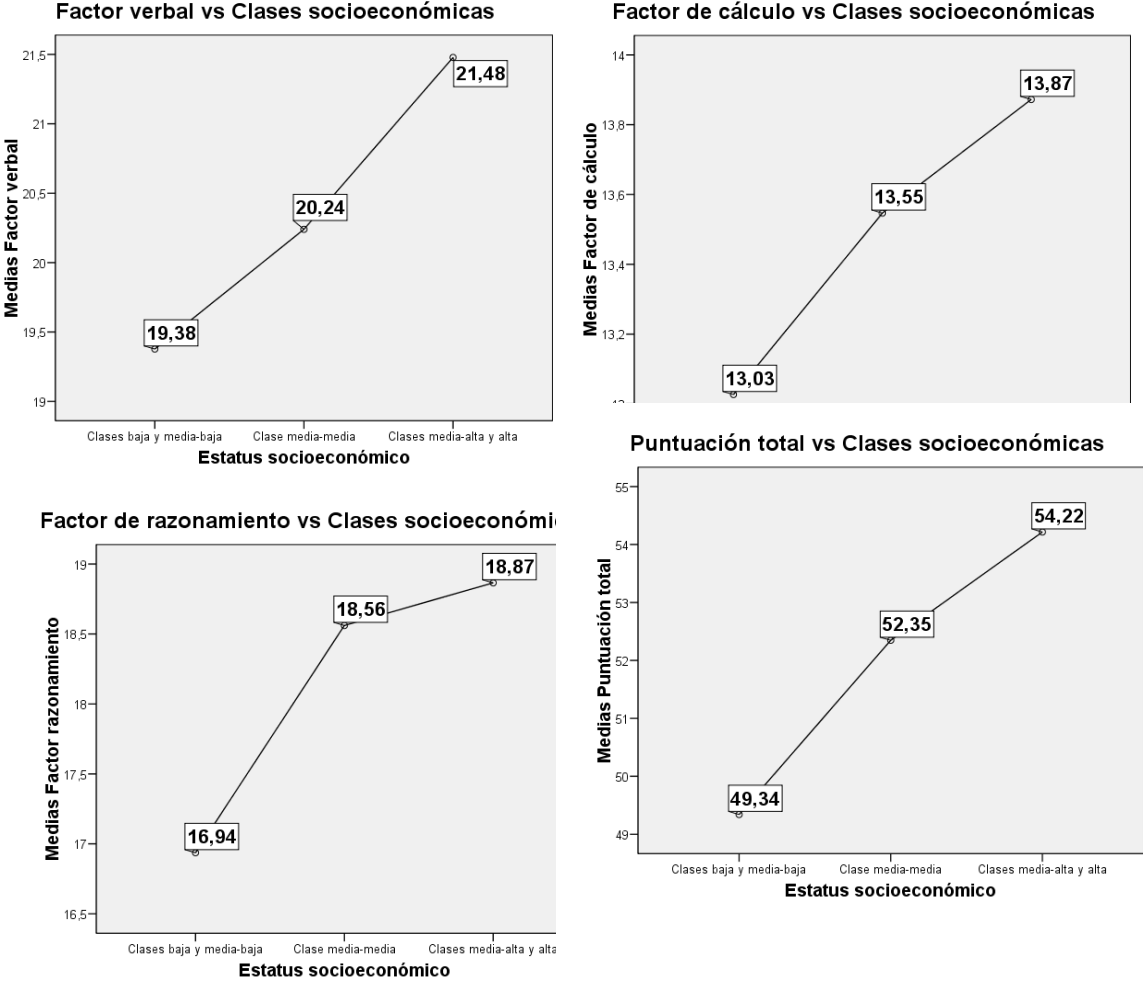 Factor verbal vs Clases socioeconómicas
Medias Factor verbal
21,5
21
20,5
20
19,5
19
21,48
20,24
19,38
Clases baja y media-baja
Clase media-media
Clases media-alta y alta
Estatus socioeconómico
Factor de cálculo vs Clases socioeconómicas
Medias Factor de cálculo
14
13,8
13,6
13,4
13,2
13,87
13,55
13,03
Factor de razonamiento vs Clases socioeconómi
Medias Factor razonamiento
19
18,5
18
17,5
17
16,5
18,87
18,56
16,94
Clases baja y media-baja
Clase media-media
Clases media-alta y alta
Estatus socioeconómico
Puntuación total vs Clases socioeconómicas
Medias Puntuación total
55
54
53
52
51
50
49
54,22
52,35
49,34
Clases baja y media-baja
Clase media-media
Clases media-alta y alta
Estatus socioeconómico